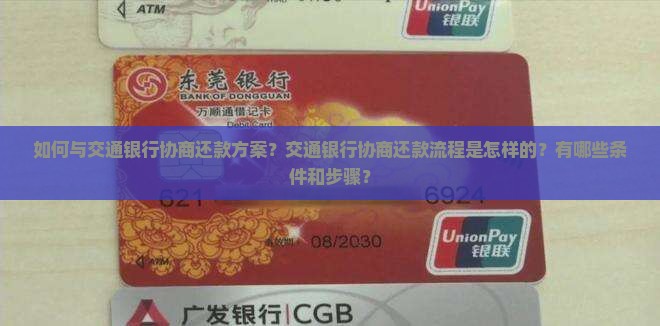 ATM
UnionPay
银联
东莞银行
BANK OF DONGGUAN
万顺通借记卡
Debit Card
如何与交通银行协商还款方案？交通银行协商还款流程是怎样的？有哪些条
件和步骤？
621 6924
有效期 08/2030
ATM
UnionPay
银联
广发银行|CGB